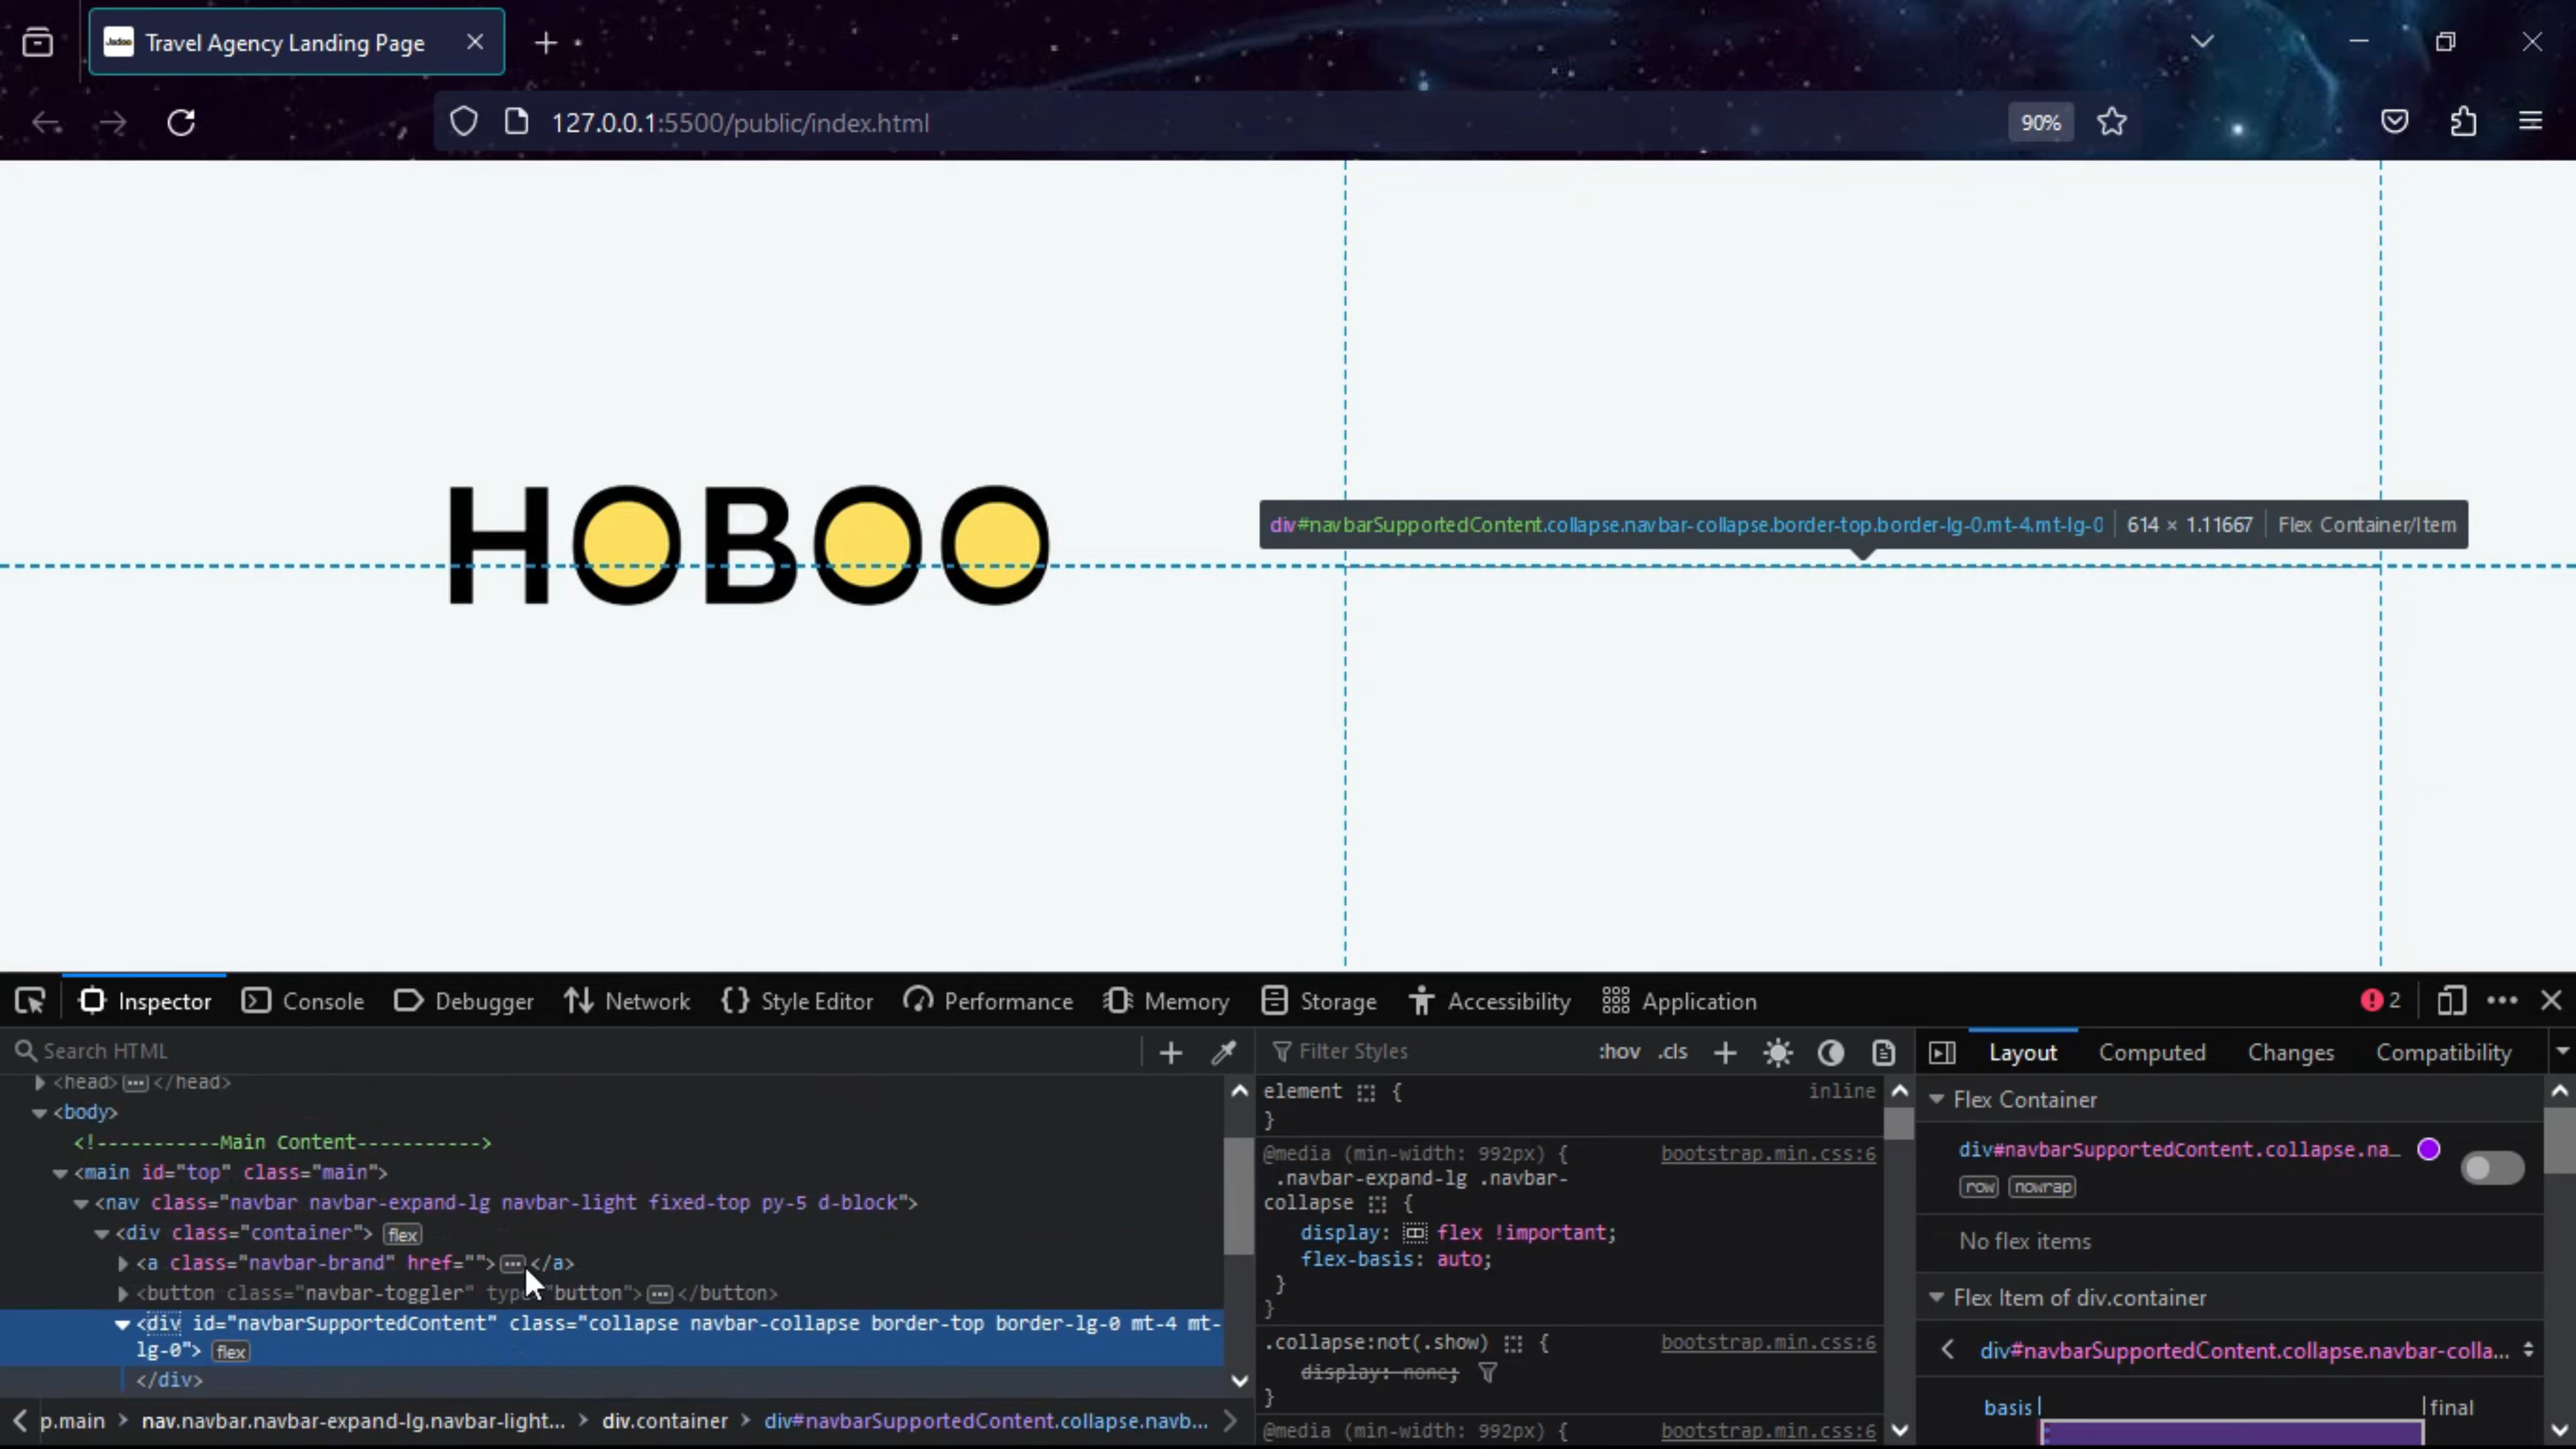 Jadoo Travel Agency Landing Page
127.0.0.1:5500/public/index.html 90%
HOBOO
div#navbarSupportedContent.collapse.navbar-collapse.border-top.border-lg-0.mt-4.mt-lg-0 614 × 1.11667 Flex Container/Item
Inspector Console Debugger Network Style Editor Performance Memory Storage Accessibility Application 2
Search HTML
<head> </head>
<body>
<!-----------Main Content----------->
<main id="top" class="main">
<nav class="navbar navbar-expand-lg navbar-light fixed-top py-5 d-block">
<div class="container"> flex
<a class="navbar-brand" href=""> </a>
<button class="navbar-toggler" type="button"> </button>
<div id="navbarSupportedContent" class="collapse navbar-collapse border-top border-lg-0 mt-4 mt-
lg-0"> flex
</div>
p.main > nav.navbar.navbar-expand-lg.navbar-light... > div.container > div#navbarSupportedContent.collapse.navb...
Filter Styles :hov .cls
element { inline
}
@media (min-width: 992px) { bootstrap.min.css:6
.navbar-expand-lg .navbar-
collapse {
display: flex !important;
flex-basis: auto;
}
}
.collapse:not(.show) { bootstrap.min.css:6
display: none;
}
@media (min-width: 992px) { bootstrap.min.css:6
Layout Computed Changes Compatibility
Flex Container
div#navbarSupportedContent.collapse.na...
row nowrap
No flex items
Flex Item of div.container
div#navbarSupportedContent.collapse.navbar-colla...
basis final